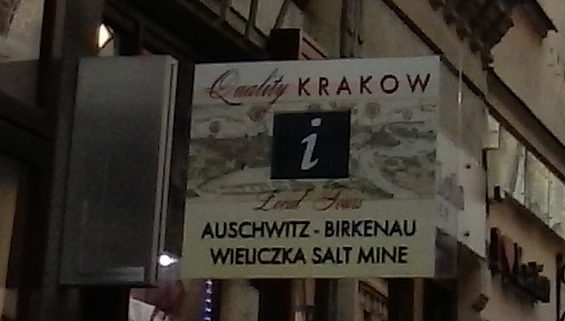 Quality KRAKOW
i
Local Tours
AUSCHWITZ - BIRKENAU
WIELICZKA SALT MINE